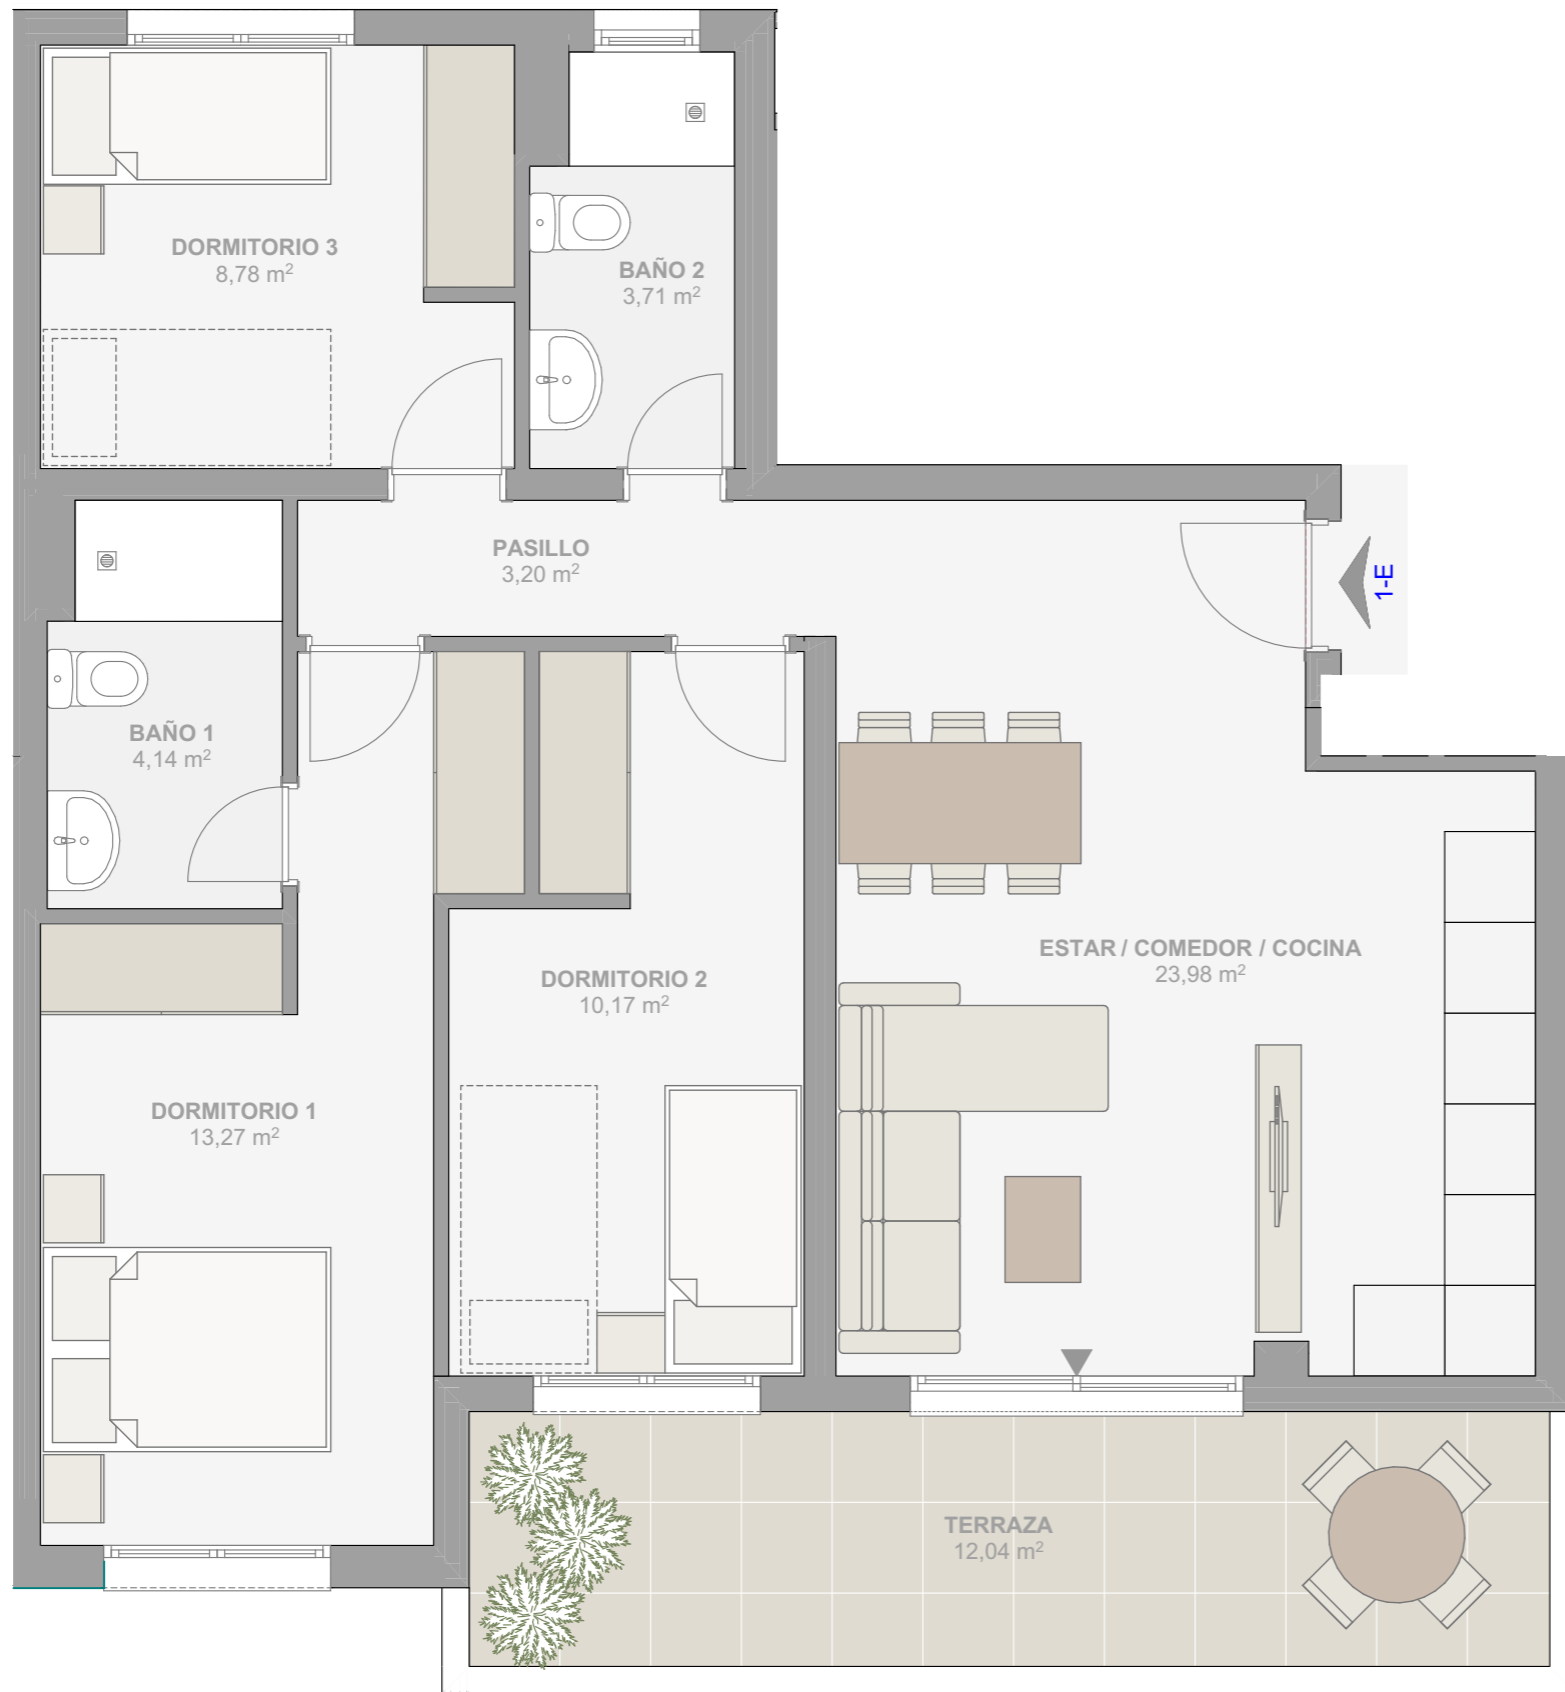 DORMITORIO 3
8,78 m²
BAÑO 2
3,71 m²
PASILLO
3,20 m²
1-E
BAÑO 1
4,14 m²
ESTAR / COMEDOR / COCINA
23,98 m²
DORMITORIO 2
10,17 m²
DORMITORIO 1
13,27 m²
TERRAZA
12,04 m²